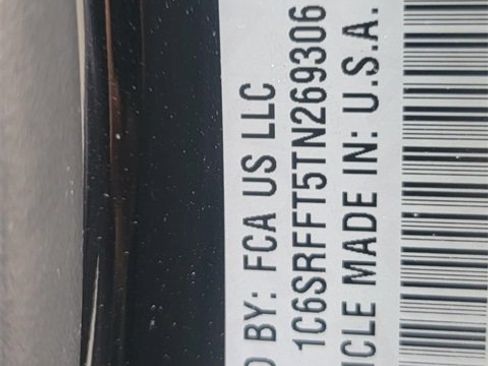 D BY: FCA US LLC
1C6SRFFT5TN269306
ICLE MADE IN: U.S.A.